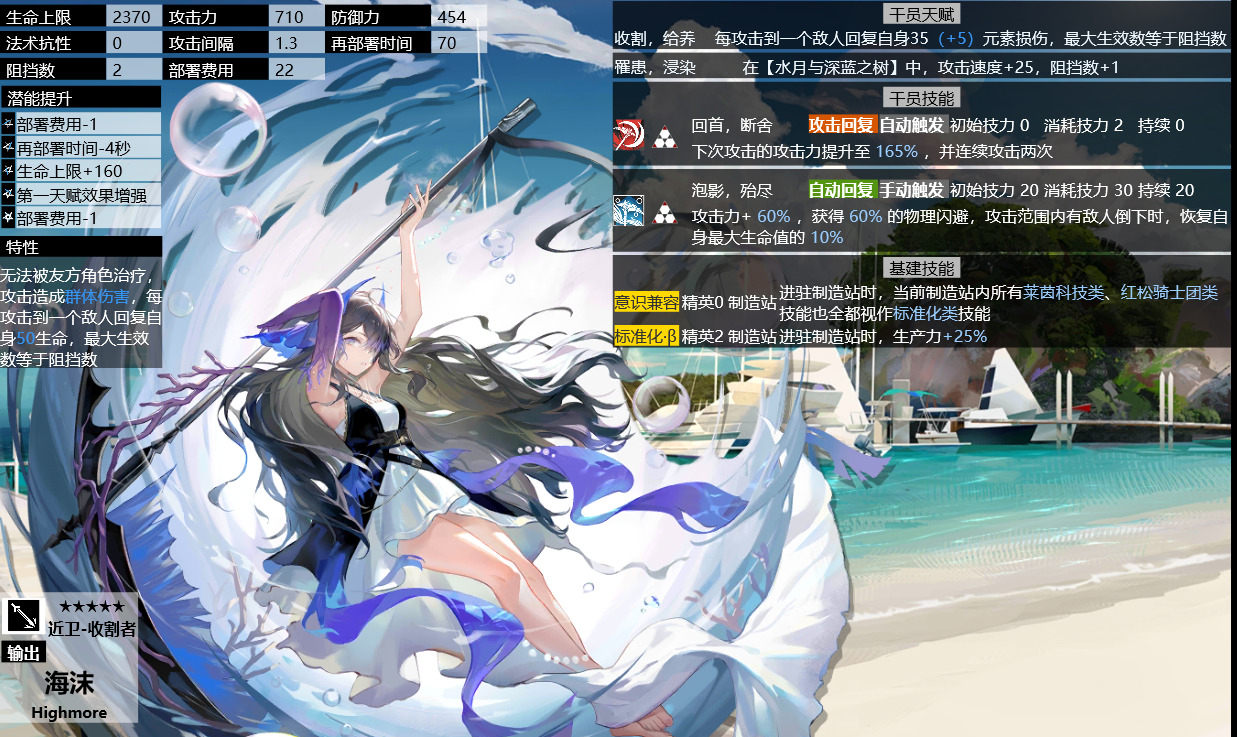 生命上限 2370 攻击力 710 防御力 454
法术抗性 0 攻击间隔 1.3 再部署时间 70
阻挡数 2 部署费用 22
潜能提升
部署费用-1
再部署时间-4秒
生命上限+160
第一天赋效果增强
部署费用-1
特性
无法被友方角色治疗，
攻击造成群体伤害，每
攻击到一个敌人回复自
身50生命，最大生效
数等于阻挡数
★★★★★
近卫-收割者
输出
海沫
Highmore
干员天赋
收割，给养 每攻击到一个敌人回复自身35（+5）元素损伤，最大生效数等于阻挡数
罹患，浸染 在【水月与深蓝之树】中，攻击速度+25，阻挡数+1
干员技能
回首，断舍 攻击回复 自动触发 初始技力 0 消耗技力 2 持续 0
下次攻击的攻击力提升至 165% ，并连续攻击两次
泡影，殆尽 自动回复 手动触发 初始技力 20 消耗技力 30 持续 20
攻击力+ 60% ，获得 60% 的物理闪避，攻击范围内有敌人倒下时，恢复自
身最大生命值的 10%
基建技能
意识兼容 精英0 制造站 进驻制造站时，当前制造站内所有莱茵科技类、红松骑士团类
技能也全都视作标准化类技能
标准化·β 精英2 制造站 进驻制造站时，生产力+25%